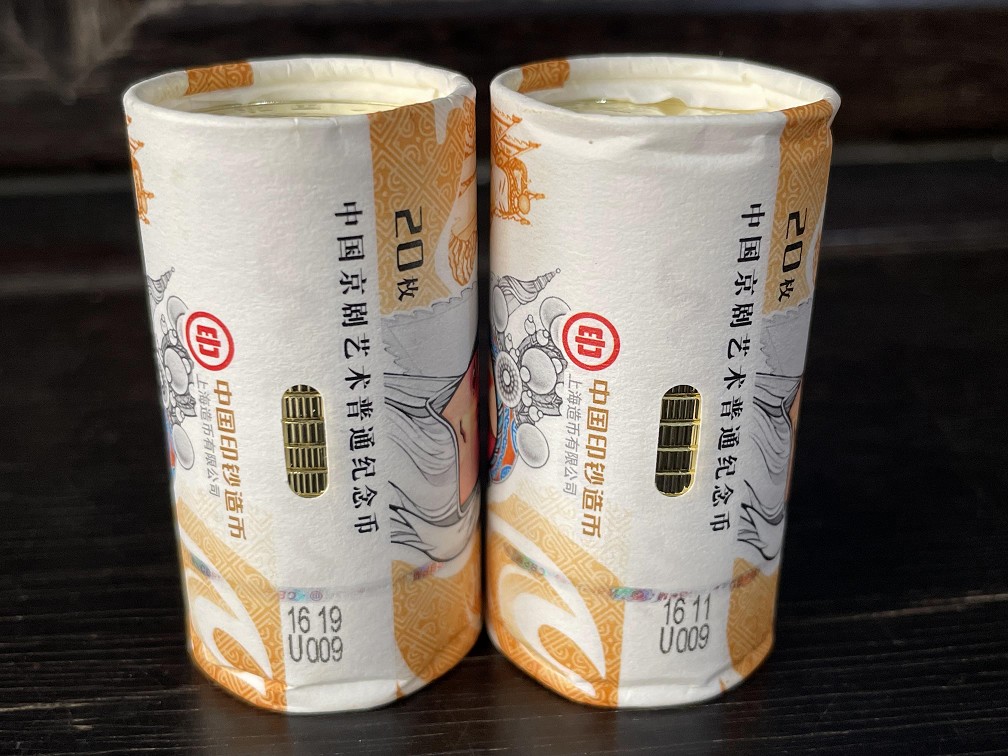 20枚
中国京剧艺术普通纪念币
印
中国印钞造币
上海造币有限公司
16 19
U009
20枚
中国京剧艺术普通纪念币
印
中国印钞造币
上海造币有限公司
16 11
U009